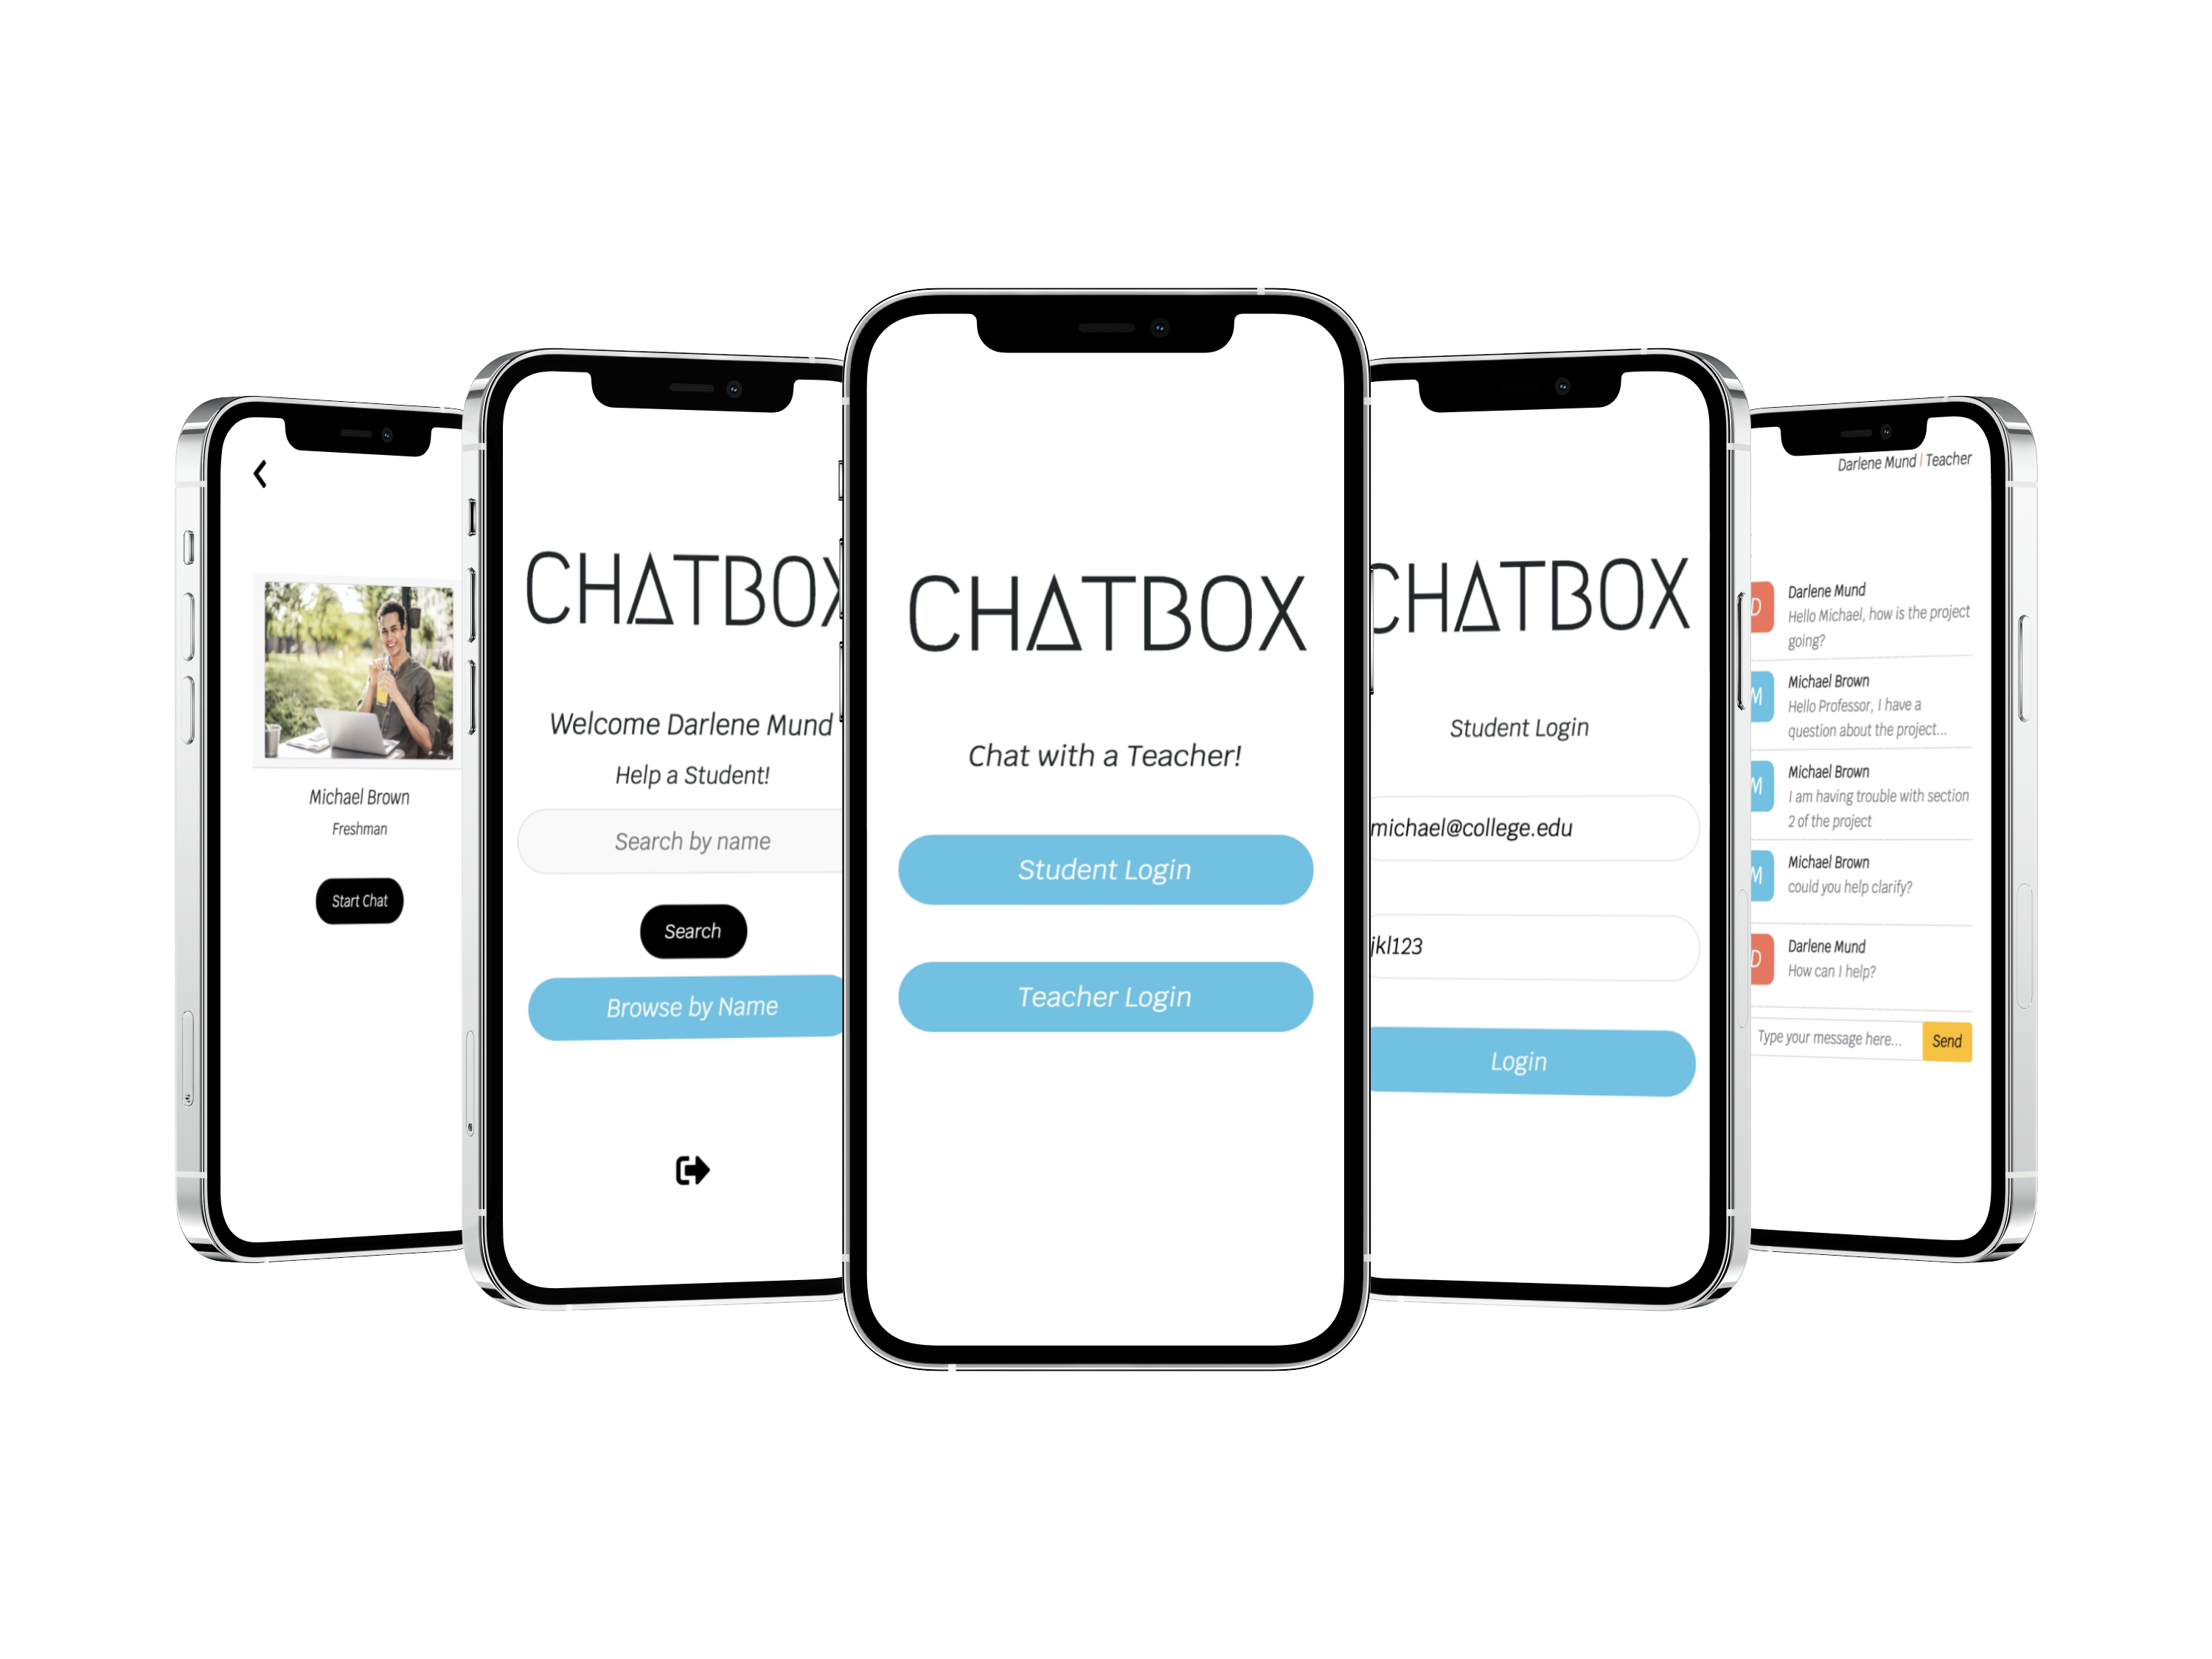 Michael Brown
Freshman
Start Chat
CHATBOX
Welcome Darlene Mund
Help a Student!
Search by name
Search
Browse by Name
CHATBOX
Chat with a Teacher!
Student Login
Teacher Login
CHATBOX
Student Login
michael@college.edu
jkl123
Login
Darlene Mund | Teacher
D
Darlene Mund
Hello Michael, how is the project
going?
M
Michael Brown
Hello Professor, I have a
question about the project...
M
Michael Brown
I am having trouble with section
2 of the project
M
Michael Brown
could you help clarify?
D
Darlene Mund
How can I help?
Type your message here...
Send